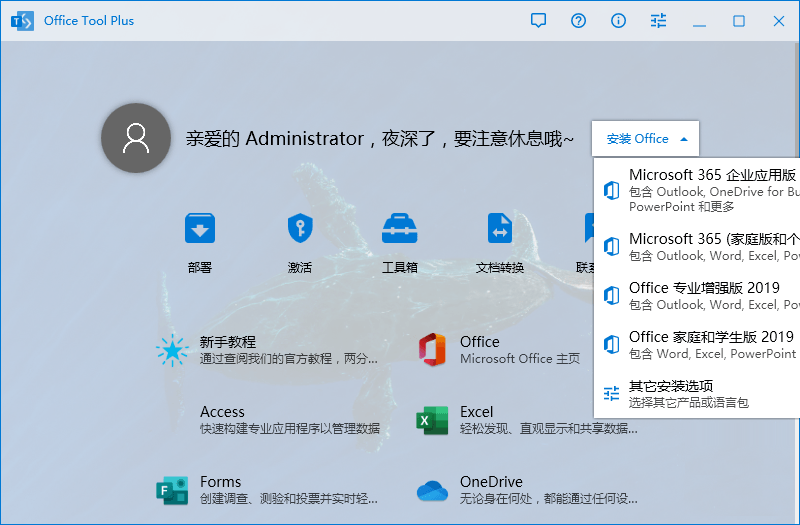 Office Tool Plus
亲爱的 Administrator，夜深了，要注意休息哦~
安装 Office
Microsoft 365 企业应用版
包含 Outlook, OneDrive for Bu
PowerPoint 和更多
Microsoft 365 (家庭版和个
包含 Outlook, Word, Excel, Pow
Office 专业增强版 2019
包含 Outlook, Word, Excel, Pow
Office 家庭和学生版 2019
包含 Word, Excel, PowerPoint
其它安装选项
选择其它产品或语言包
部署
激活
工具箱
文档转换
联系
新手教程
通过查阅我们的官方教程，两分...
Office
Microsoft Office 主页
Access
快速构建专业应用程序以管理数据
Excel
轻松发现、直观显示和共享数据...
Forms
创建调查、测验和投票并实时轻...
OneDrive
无论身在何处，都能通过任何设...